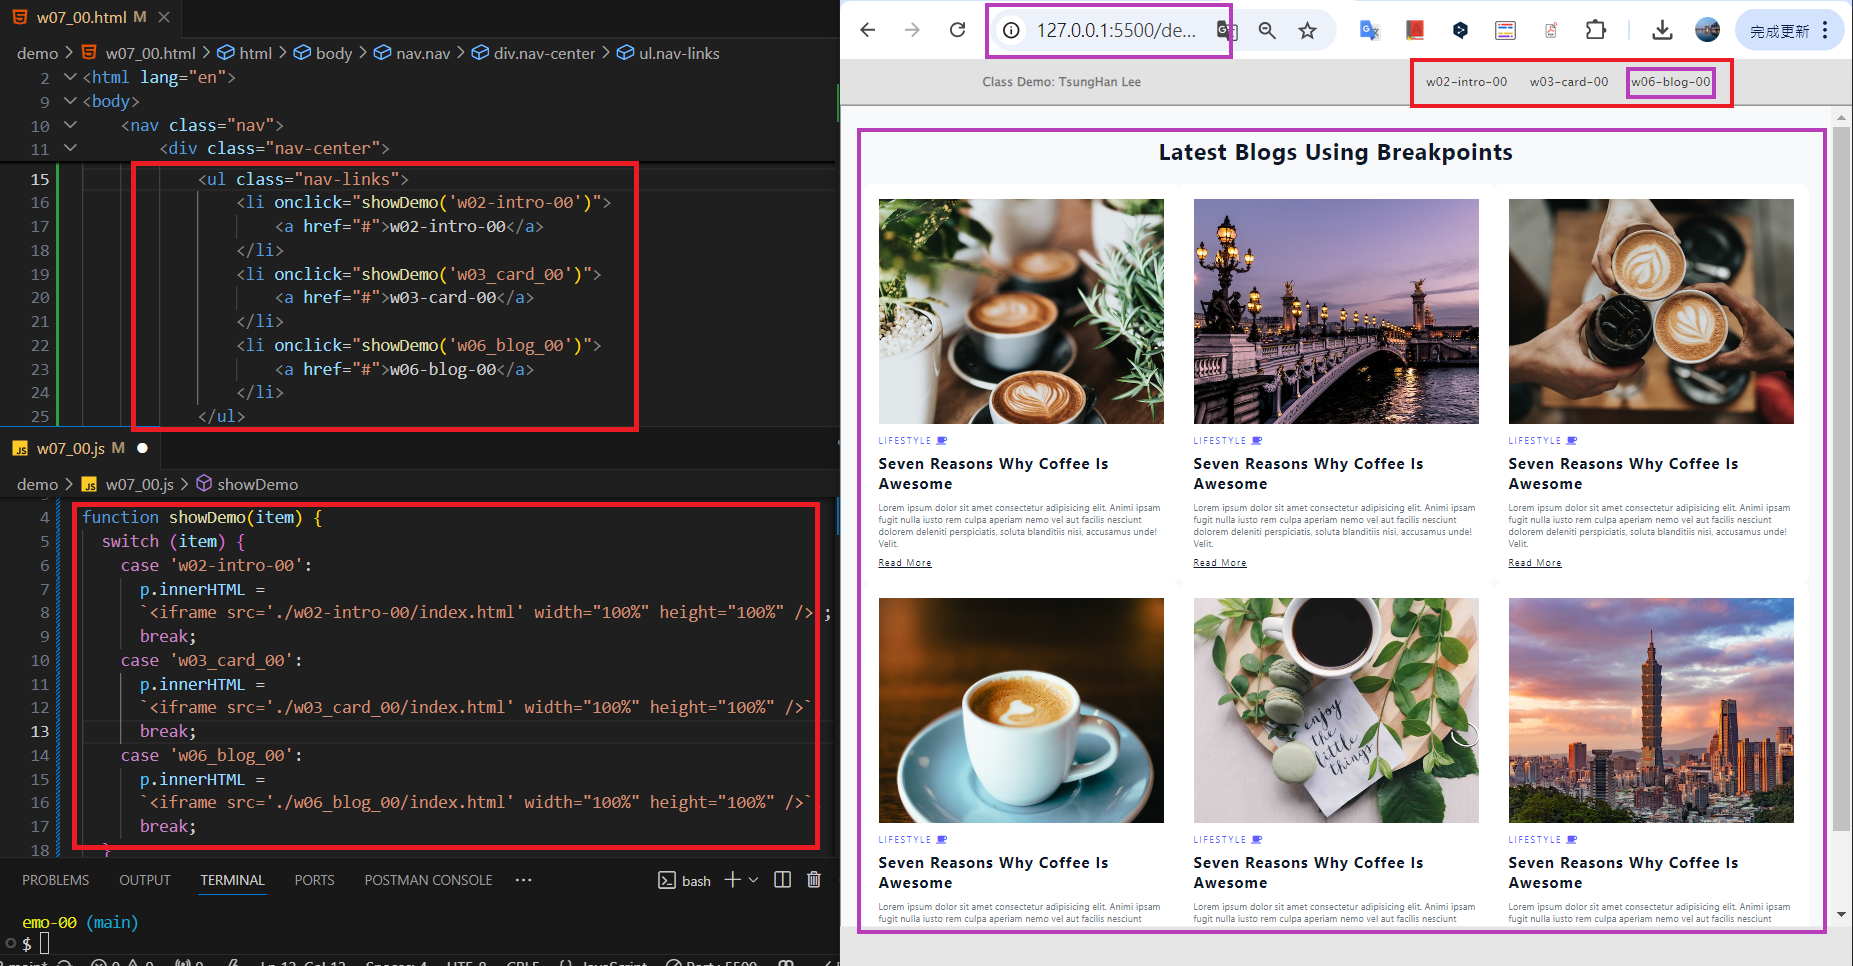 w07_00.html M
demo > w07_00.html > html > body > nav.nav > div.nav-center > ul.nav-links
2 <html lang="en">
9 <body>
10 <nav class="nav">
11 <div class="nav-center">
15 <ul class="nav-links">
16 <li onclick="showDemo('w02-intro-00')">
17 <a href="#">w02-intro-00</a>
18 </li>
19 <li onclick="showDemo('w03_card_00')">
20 <a href="#">w03-card-00</a>
21 </li>
22 <li onclick="showDemo('w06_blog_00')">
23 <a href="#">w06-blog-00</a>
24 </li>
25 </ul>
JS w07_00.js M
demo > JS w07_00.js > showDemo
4 function showDemo(item) {
5 switch (item) {
6 case 'w02-intro-00':
7 p.innerHTML =
8 `<iframe src='./w02-intro-00/index.html' width="100%" height="100%" /> ;
9 break;
10 case 'w03_card_00':
11 p.innerHTML =
12 `<iframe src='./w03_card_00/index.html' width="100%" height="100%" />`
13 break;
14 case 'w06_blog_00':
15 p.innerHTML =
16 `<iframe src='./w06_blog_00/index.html' width="100%" height="100%" />`
17 break;
18 }
PROBLEMS OUTPUT TERMINAL PORTS POSTMAN CONSOLE ...
bash
emo-00 (main)
$
127.0.0.1:5500/de...
完成更新
Class Demo: TsungHan Lee
w02-intro-00 w03-card-00 w06-blog-00
Latest Blogs Using Breakpoints
LIFESTYLE
Seven Reasons Why Coffee Is
Awesome
Lorem ipsum dolor sit amet consectetur adipisicing elit. Animi ipsam
fugit nulla iusto rem culpa aperiam nemo vel aut facilis nesciunt
dolorem deleniti perspiciatis, soluta blanditiis nisi, accusamus unde!
Velit.
Read More
LIFESTYLE
Seven Reasons Why Coffee Is
Awesome
Lorem ipsum dolor sit amet consectetur adipisicing elit. Animi ipsam
fugit nulla iusto rem culpa aperiam nemo vel aut facilis nesciunt
dolorem deleniti perspiciatis, soluta blanditiis nisi, accusamus unde!
Velit.
Read More
LIFESTYLE
Seven Reasons Why Coffee Is
Awesome
Lorem ipsum dolor sit amet consectetur adipisicing elit. Animi ipsam
fugit nulla iusto rem culpa aperiam nemo vel aut facilis nesciunt
dolorem deleniti perspiciatis, soluta blanditiis nisi, accusamus unde!
Velit.
Read More
enjoy
the
little
things
LIFESTYLE
Seven Reasons Why Coffee Is
Awesome
Lorem ipsum dolor sit amet consectetur adipisicing elit. Animi ipsam
fugit nulla iusto rem culpa aperiam nemo vel aut facilis nesciunt
LIFESTYLE
Seven Reasons Why Coffee Is
Awesome
Lorem ipsum dolor sit amet consectetur adipisicing elit. Animi ipsam
fugit nulla iusto rem culpa aperiam nemo vel aut facilis nesciunt
LIFESTYLE
Seven Reasons Why Coffee Is
Awesome
Lorem ipsum dolor sit amet consectetur adipisicing elit. Animi ipsam
fugit nulla iusto rem culpa aperiam nemo vel aut facilis nesciunt